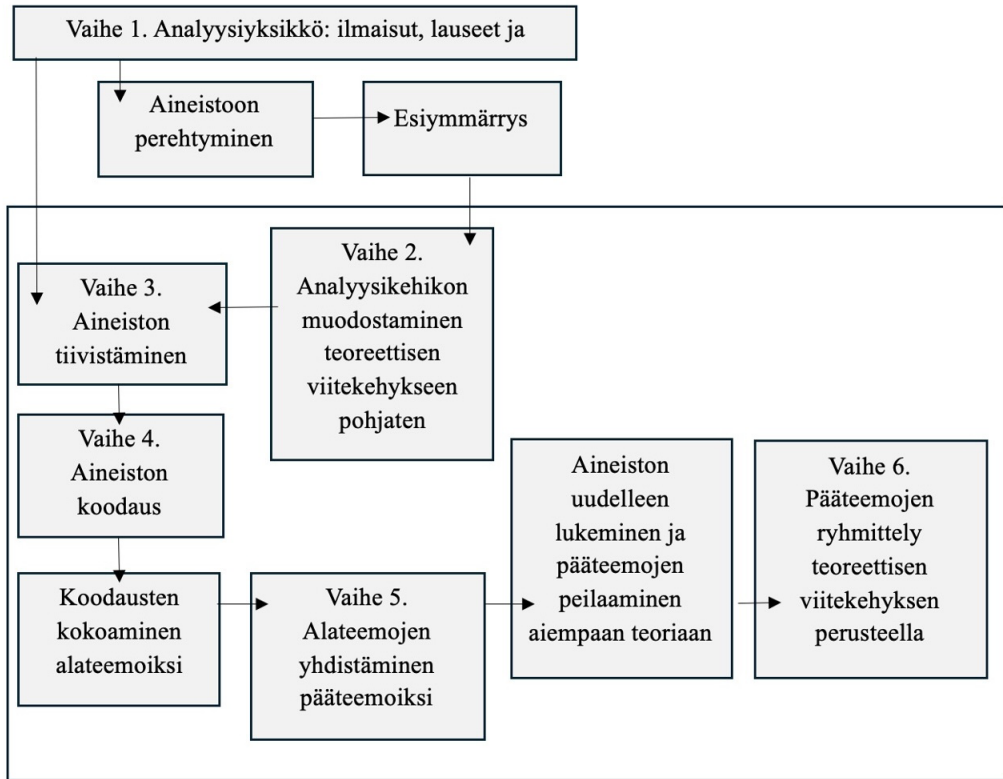 Vaihe 1. Analyysiyksikkö: ilmaisut, lauseet ja
Aineistoon
perehtyminen
Esiymmärrys
Vaihe 2.
Analyysikehikon
muodostaminen
teoreettisen
viitekehykseen
pohjaten
Vaihe 3.
Aineiston
tiivistäminen
Vaihe 4.
Aineiston
koodaus
Koodausten
kokoaminen
alateemoiksi
Vaihe 5.
Alateemojen
yhdistäminen
pääteemoiksi
Aineiston
uudelleen
lukeminen ja
pääteemojen
peilaaminen
aiempaan teoriaan
Vaihe 6.
Pääteemojen
ryhmittely
teoreettisen
viitekehyksen
perusteella